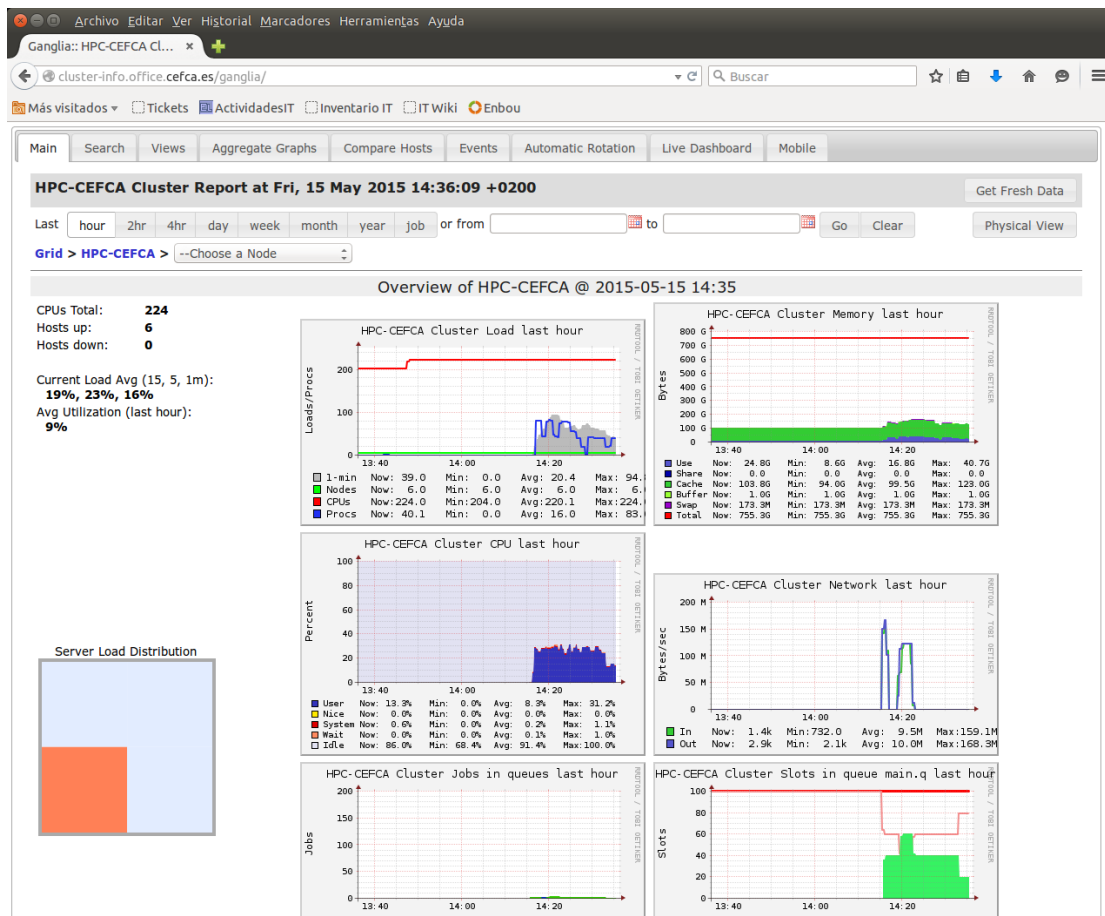 Archivo Editar Ver Historial Marcadores Herramientas Ayuda
Ganglia:: HPC-CEFCA Cl... ×
cluster-info.office.cefca.es/ganglia/
Buscar
Más visitados Tickets ActividadesIT Inventario IT IT Wiki Enbou
Main Search Views Aggregate Graphs Compare Hosts Events Automatic Rotation Live Dashboard Mobile
HPC-CEFCA Cluster Report at Fri, 15 May 2015 14:36:09 +0200
Get Fresh Data
Last hour 2hr 4hr day week month year job or from to Go Clear
Physical View
Grid > HPC-CEFCA > --Choose a Node
Overview of HPC-CEFCA @ 2015-05-15 14:35
CPUs Total: 224
Hosts up: 6
Hosts down: 0
Current Load Avg (15, 5, 1m):
19%, 23%, 16%
Avg Utilization (last hour):
9%
Server Load Distribution
HPC-CEFCA Cluster Load last hour
RRDTOOL / TOBI OETIKER
Loads/Procs
200
100
0
13:40 14:00 14:20
1-min Now: 39.0 Min: 0.0 Avg: 20.4 Max: 94.
Nodes Now: 6.0 Min: 6.0 Avg: 6.0 Max: 6.
CPUs Now:224.0 Min:204.0 Avg:220.1 Max:224.
Procs Now: 40.1 Min: 0.0 Avg: 16.0 Max: 83.
HPC-CEFCA Cluster Memory last hour
RRDTOOL / TOBI OETIKER
Bytes
800 G
700 G
600 G
500 G
400 G
300 G
200 G
100 G
0
13:40 14:00 14:20
Use Now: 24.8G Min: 8.6G Avg: 16.8G Max: 40.7G
Share Now: 0.0 Min: 0.0 Avg: 0.0 Max: 0.0
Cache Now: 103.8G Min: 94.0G Avg: 99.5G Max: 123.0G
Buffer Now: 1.0G Min: 1.0G Avg: 1.0G Max: 1.0G
Swap Now: 173.3M Min: 173.3M Avg: 173.3M Max: 173.3M
Total Now: 755.3G Min: 755.3G Avg: 755.3G Max: 755.3G
HPC-CEFCA Cluster CPU last hour
RRDTOOL / TOBI OETIKER
Percent
100
80
60
40
20
0
13:40 14:00 14:20
User Now: 13.3% Min: 0.0% Avg: 8.3% Max: 31.2%
Nice Now: 0.0% Min: 0.0% Avg: 0.0% Max: 0.0%
System Now: 0.6% Min: 0.0% Avg: 0.2% Max: 1.1%
Wait Now: 0.0% Min: 0.0% Avg: 0.1% Max: 1.0%
Idle Now: 86.0% Min: 68.4% Avg: 91.4% Max:100.0%
HPC-CEFCA Cluster Network last hour
RRDTOOL / TOBI OETIKER
Bytes/sec
200 M
150 M
100 M
50 M
0
13:40 14:00 14:20
In Now: 1.4k Min:732.0 Avg: 9.5M Max:159.1M
Out Now: 2.9k Min: 2.1k Avg: 10.0M Max:168.3M
HPC-CEFCA Cluster Jobs in queues last hour
RRDTOOL / TOBI OETIKER
Jobs
200
150
100
50
0
13:40 14:00 14:20
HPC-CEFCA Cluster Slots in queue main.q last hour
RRDTOOL / TOBI OETIKER
Slots
100
80
60
40
20
0
13:40 14:00 14:20